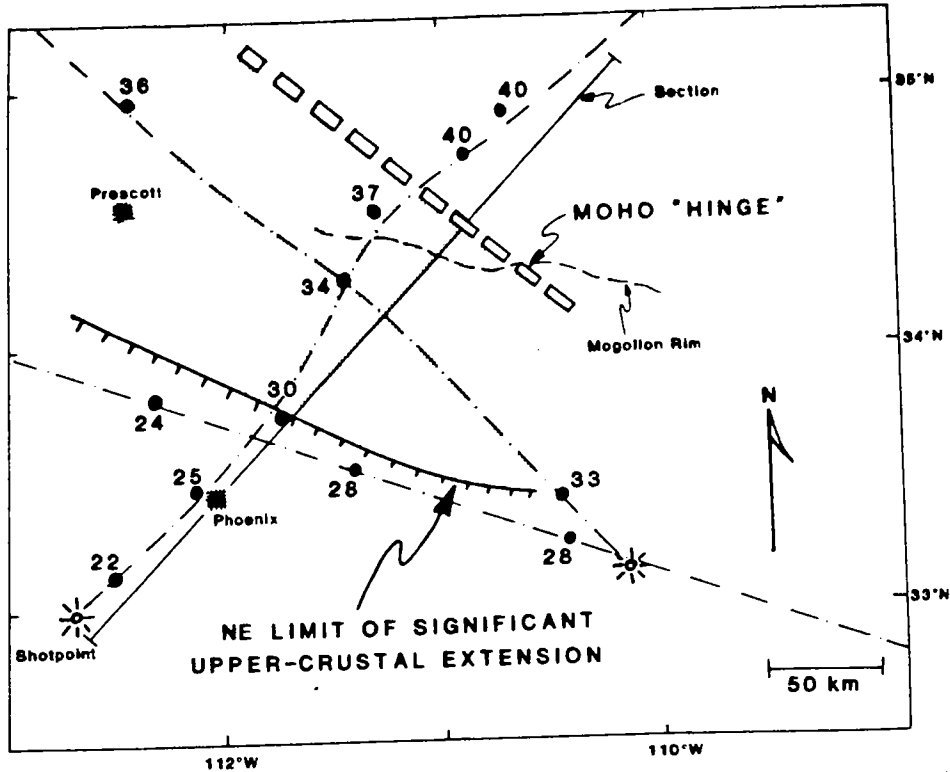 36
40
40
35°N
Section
Prescott
37
MOHO "HINGE"
34
Mogollon Rim
34°N
30
N
24
25
28
33
Phoenix
28
22
33°N
NE LIMIT OF SIGNIFICANT
UPPER-CRUSTAL EXTENSION
Shotpoint
50 km
112°W
110°W